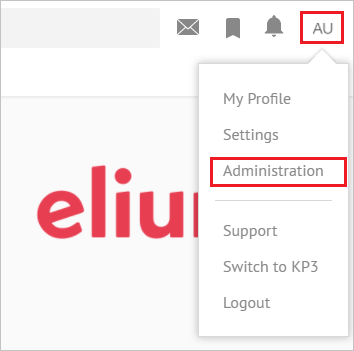 AU
My Profile
Settings
Administration
eliu
Support
Switch to KP3
Logout